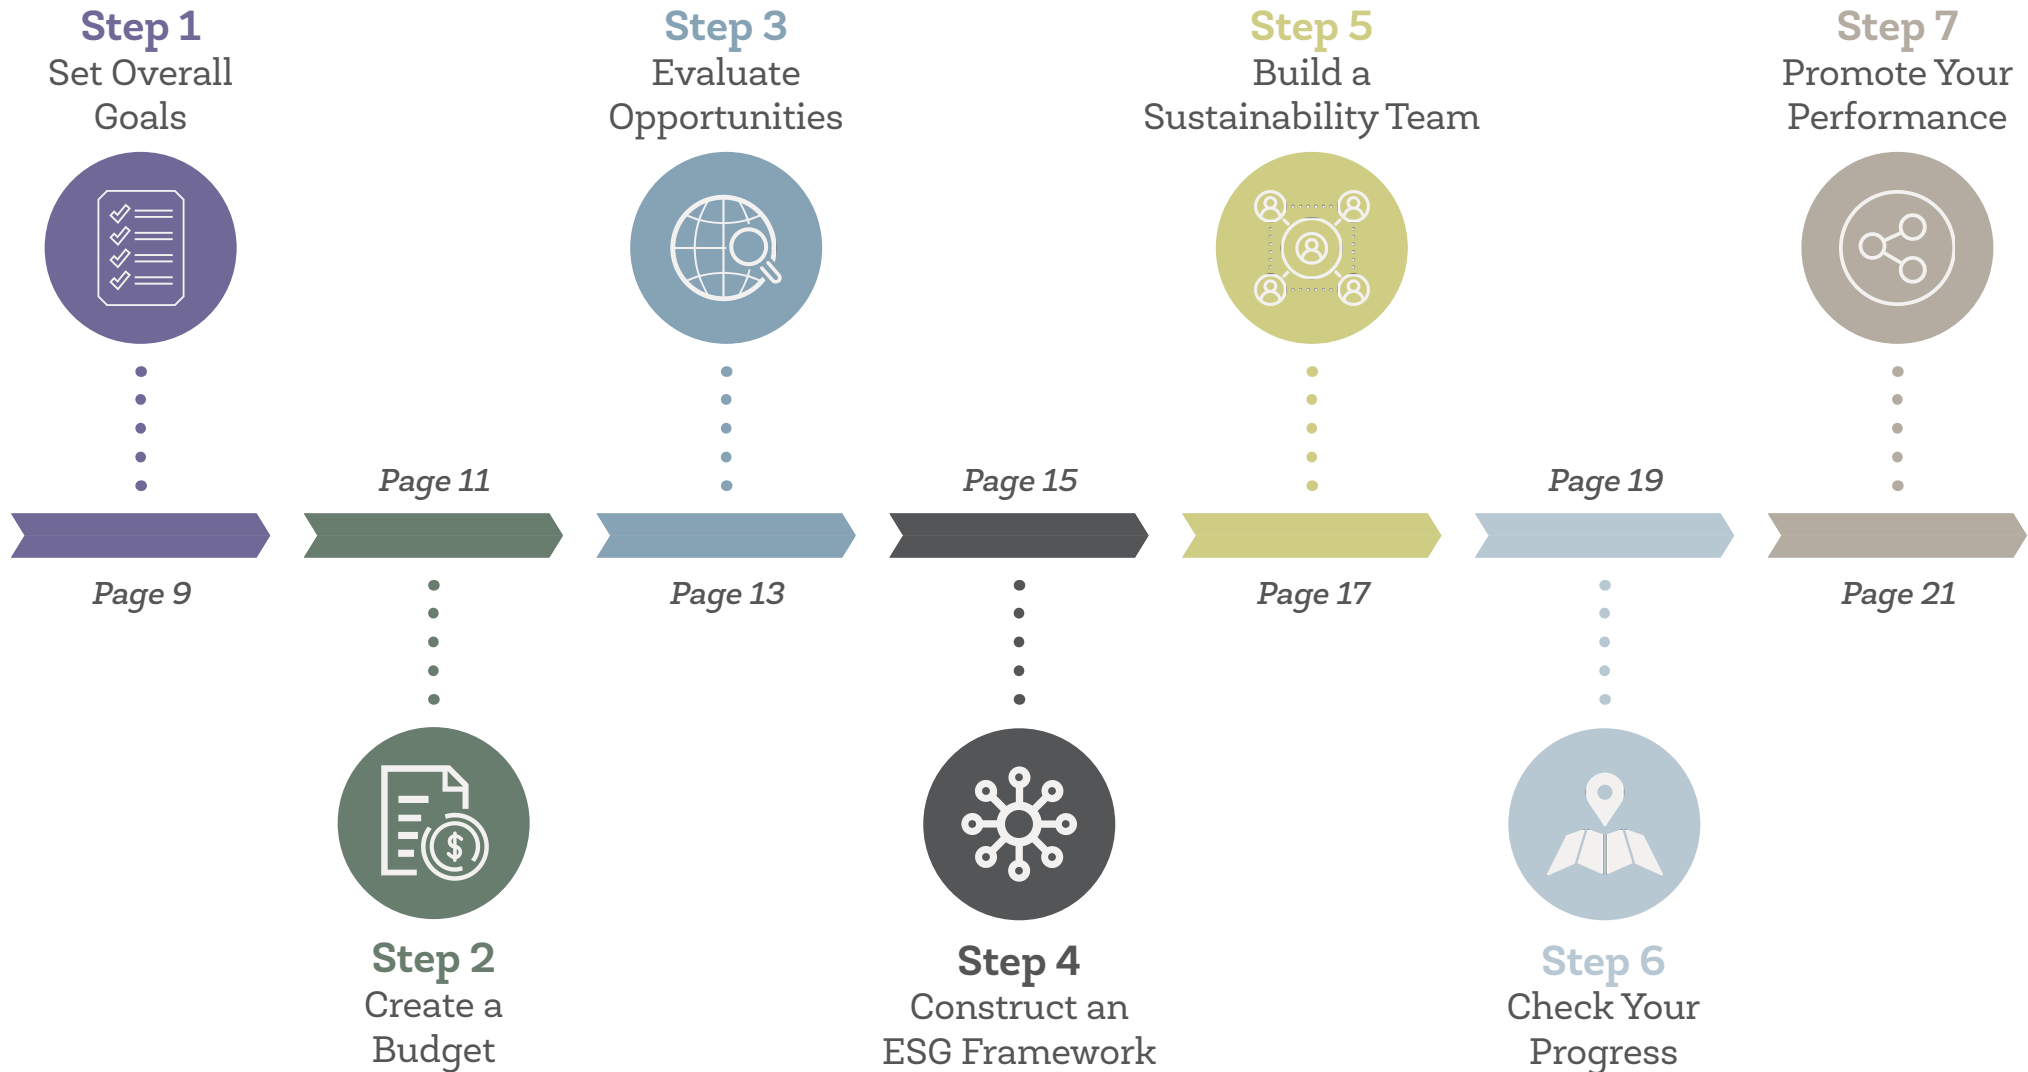 Step 1
Set Overall
Goals
Page 9
Page 11
Step 2
Create a
Budget
Step 3
Evaluate
Opportunities
Page 13
Page 15
Step 4
Construct an
ESG Framework
Step 5
Build a
Sustainability Team
Page 17
Page 19
Step 6
Check Your
Progress
Step 7
Promote Your
Performance
Page 21
$